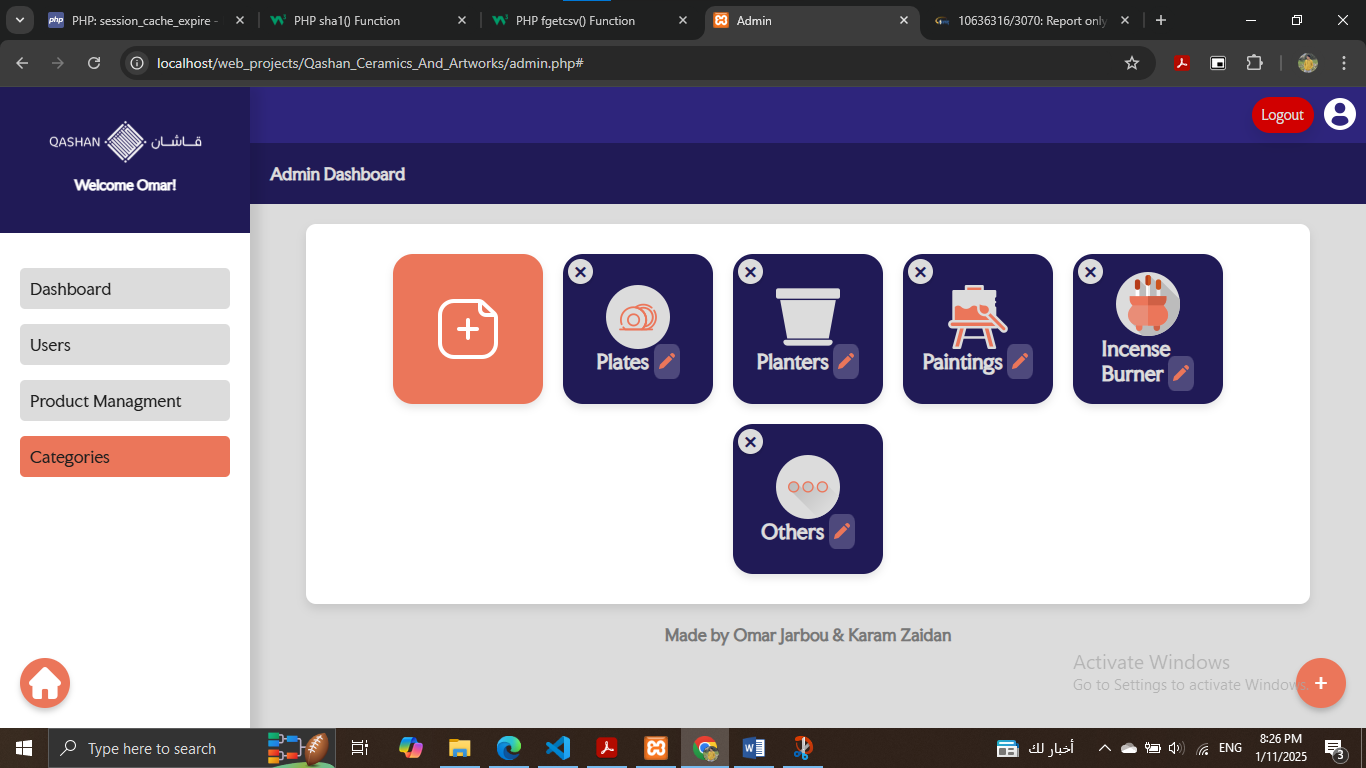 PHP: session_cache_expire -
PHP sha1() Function
PHP fgetcsv() Function
Admin
10636316/3070: Report only
localhost/web_projects/Qashan_Ceramics_And_Artworks/admin.php#
Logout
QASHAN قـاشـان
Welcome Omar!
Admin Dashboard
Dashboard
Users
Product Managment
Categories
Plates
Planters
Paintings
Incense
Burner
Others
Made by Omar Jarbou & Karam Zaidan
Activate Windows
Go to Settings to activate Windows
Type here to search
أخبار لك
ENG
8:26 PM
1/11/2025
3